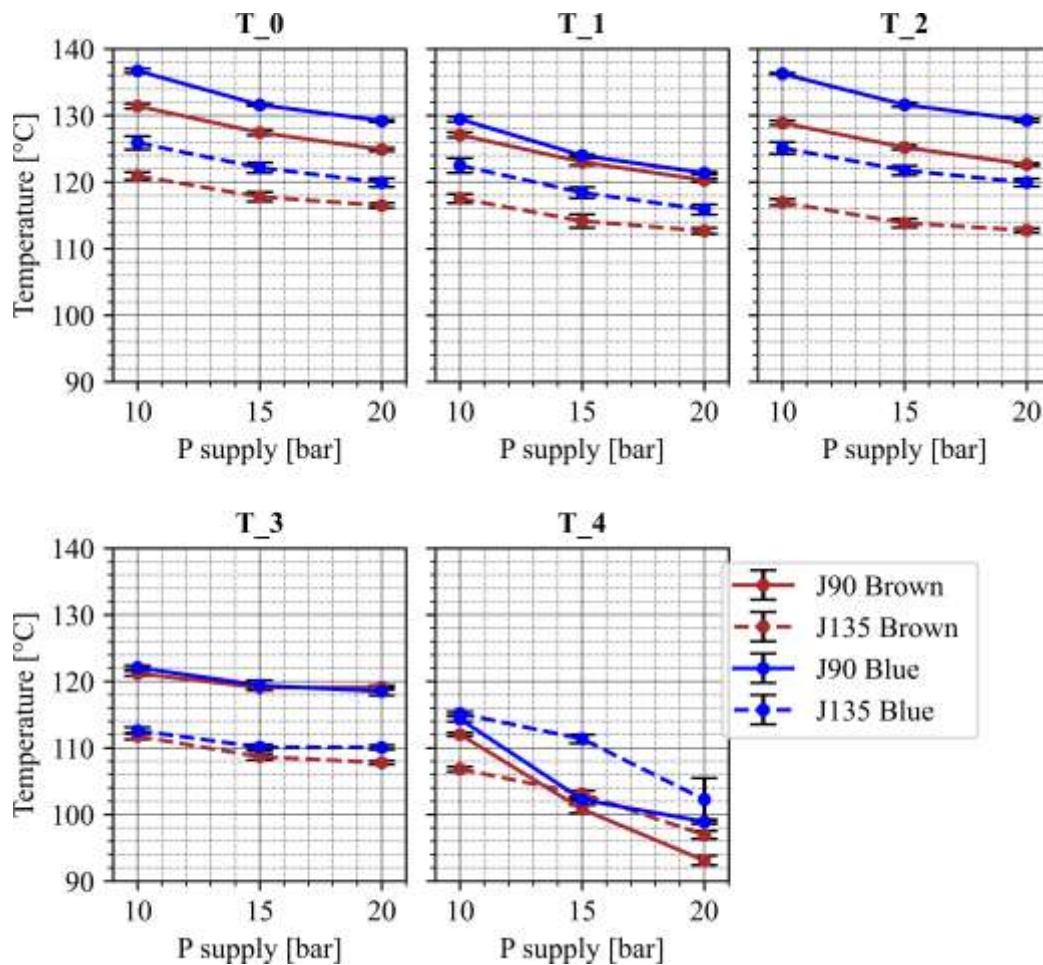 T_0 T_1 T_2
Temperature [°C]
140
130
120
110
100
90
10 15 20 10 15 20 10 15 20
P supply [bar] P supply [bar] P supply [bar]
T_3 T_4
Temperature [°C]
140
130
120
110
100
90
10 15 20 10 15 20
P supply [bar] P supply [bar]
J90 Brown
J135 Brown
J90 Blue
J135 Blue